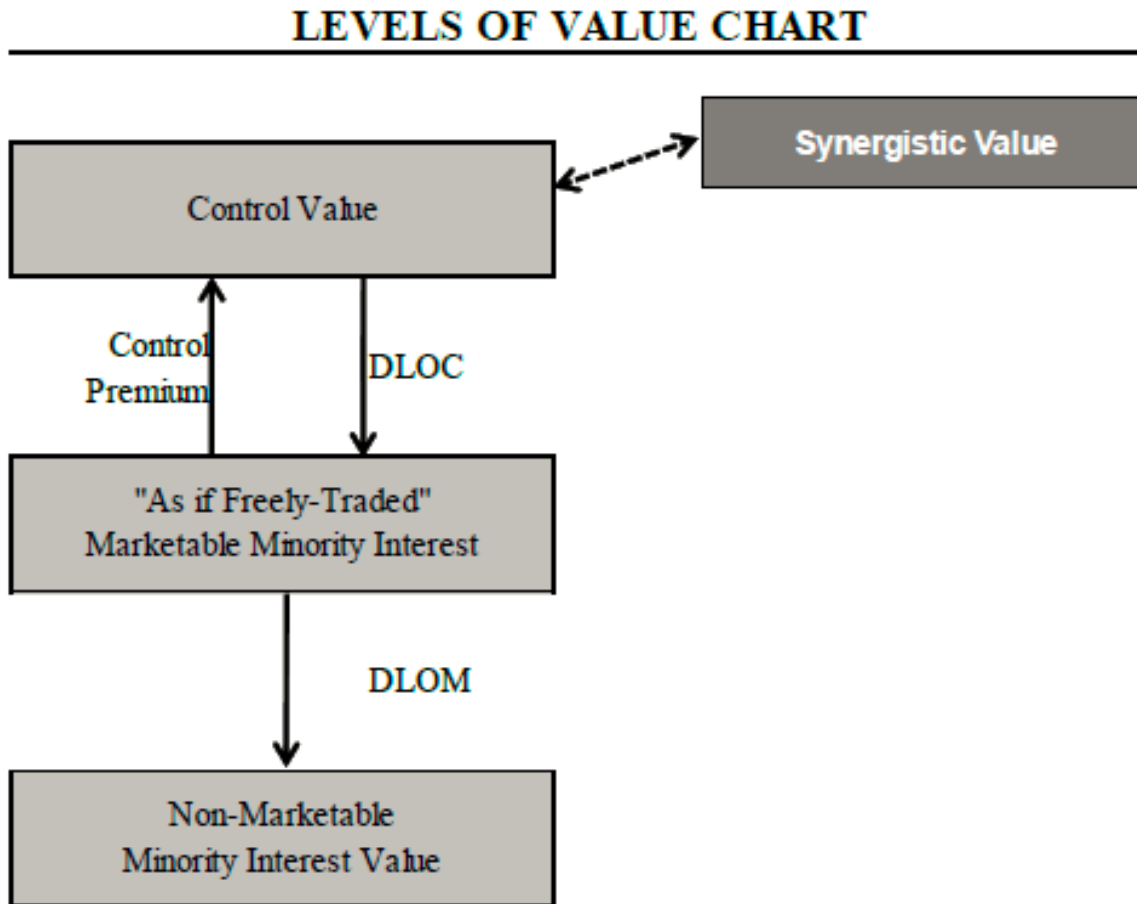 LEVELS OF VALUE CHART
Synergistic Value
Control Value
Control
Premium
DLOC
"As if Freely-Traded"
Marketable Minority Interest
DLOM
Non-Marketable
Minority Interest Value